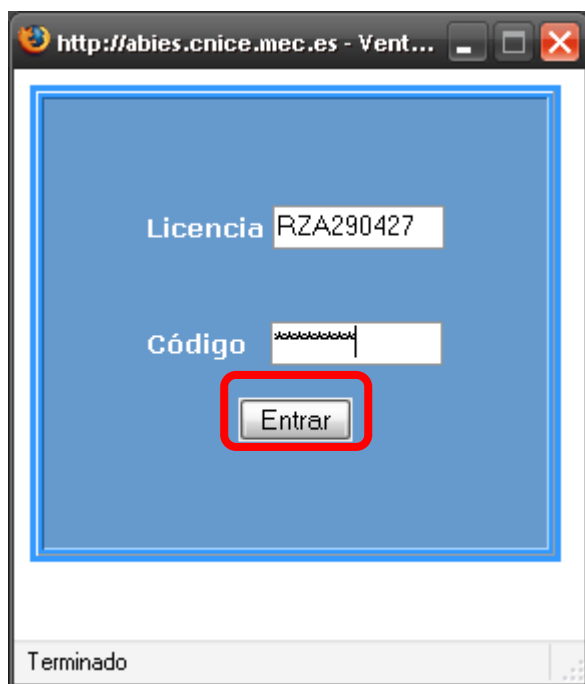 http://abies.cnice.mec.es - Vent...
Licencia RZA290427
Código *********
Entrar
Terminado